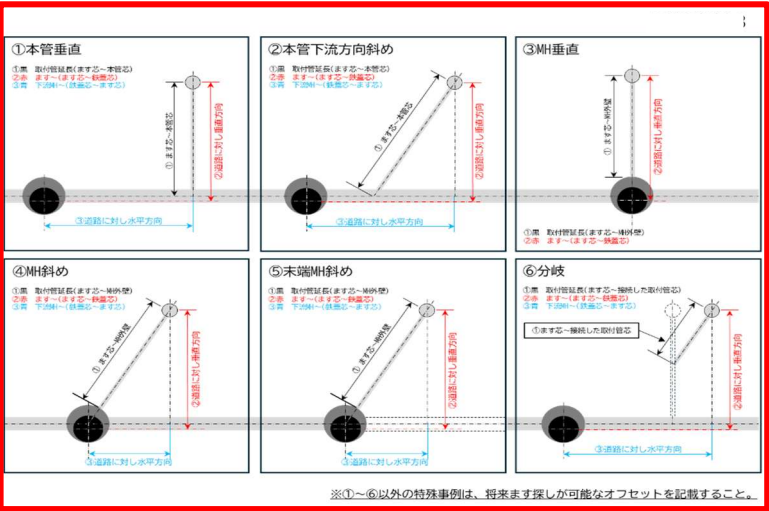 ①本管垂直
①黒 取付管延長(ます芯～本管芯)
②赤 ます～(ます芯～鉄蓋芯)
③青 下流MH～(鉄蓋芯～ます芯)
① ます芯～本管芯
②道路に対し垂直方向
③道路に対し水平方向
②本管下流方向斜め
①黒 取付管延長(ます芯～本管芯)
②赤 ます～(ます芯～鉄蓋芯)
③青 下流MH～(鉄蓋芯～ます芯)
① ます芯～本管芯
②道路に対し垂直方向
③道路に対し水平方向
③MH垂直
① ます芯～MH外壁
②道路に対し垂直方向
①黒 取付管延長(ます芯～MH外壁)
②赤 ます～(ます芯～鉄蓋芯)
④MH斜め
①黒 取付管延長(ます芯～MH外壁)
②赤 ます～(ます芯～鉄蓋芯)
③青 下流MH～(鉄蓋芯～ます芯)
① ます芯～MH外壁
②道路に対し垂直方向
③道路に対し水平方向
⑤末端MH斜め
①黒 取付管延長(ます芯～MH外壁)
②赤 ます～(ます芯～鉄蓋芯)
③青 下流MH～(鉄蓋芯～ます芯)
① ます芯～MH外壁
②道路に対し垂直方向
③道路に対し水平方向
⑥分岐
①黒 取付管延長(ます芯～接続した取付管芯)
②赤 ます～(ます芯～鉄蓋芯)
③青 下流MH～(鉄蓋芯～ます芯)
①ます芯～接続した取付管芯
①
②道路に対し垂直方向
③道路に対し水平方向
※①～⑥以外の特殊事例は、将来ます探しが可能なオフセットを記載すること。